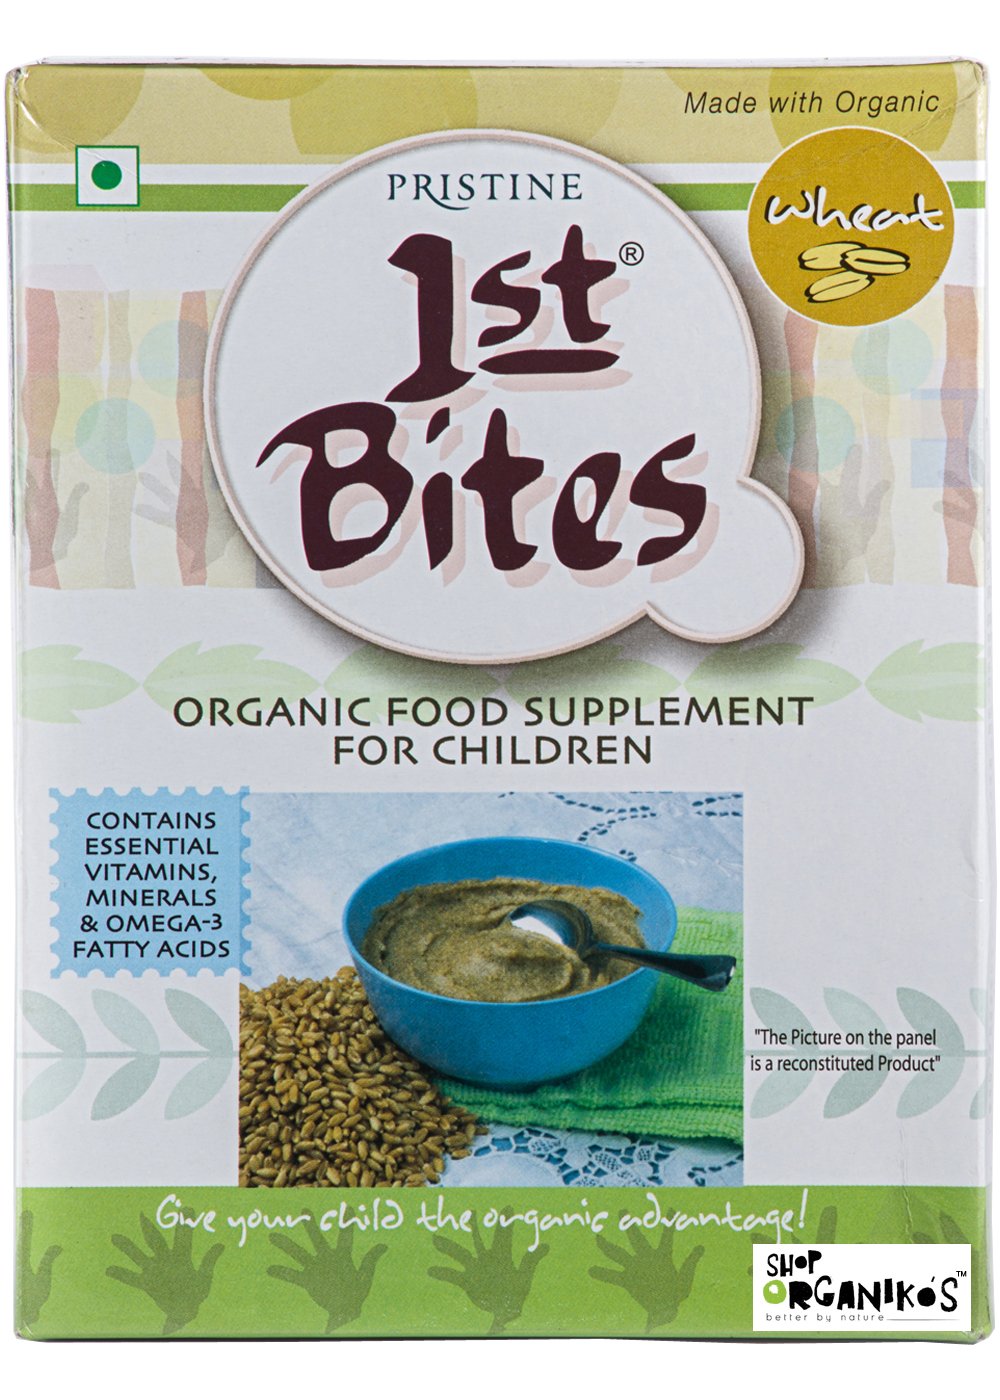 Made with Organic
wheat
PRISTINE
1st®
Bites
ORGANIC FOOD SUPPLEMENT
FOR CHILDREN
CONTAINS
ESSENTIAL
VITAMINS,
MINERALS
& OMEGA-3
FATTY ACIDS
"The Picture on the panel
is a reconstituted Product"
Give your child the organic advantage!
SHOP
ORGANIKO'S™
better by nature